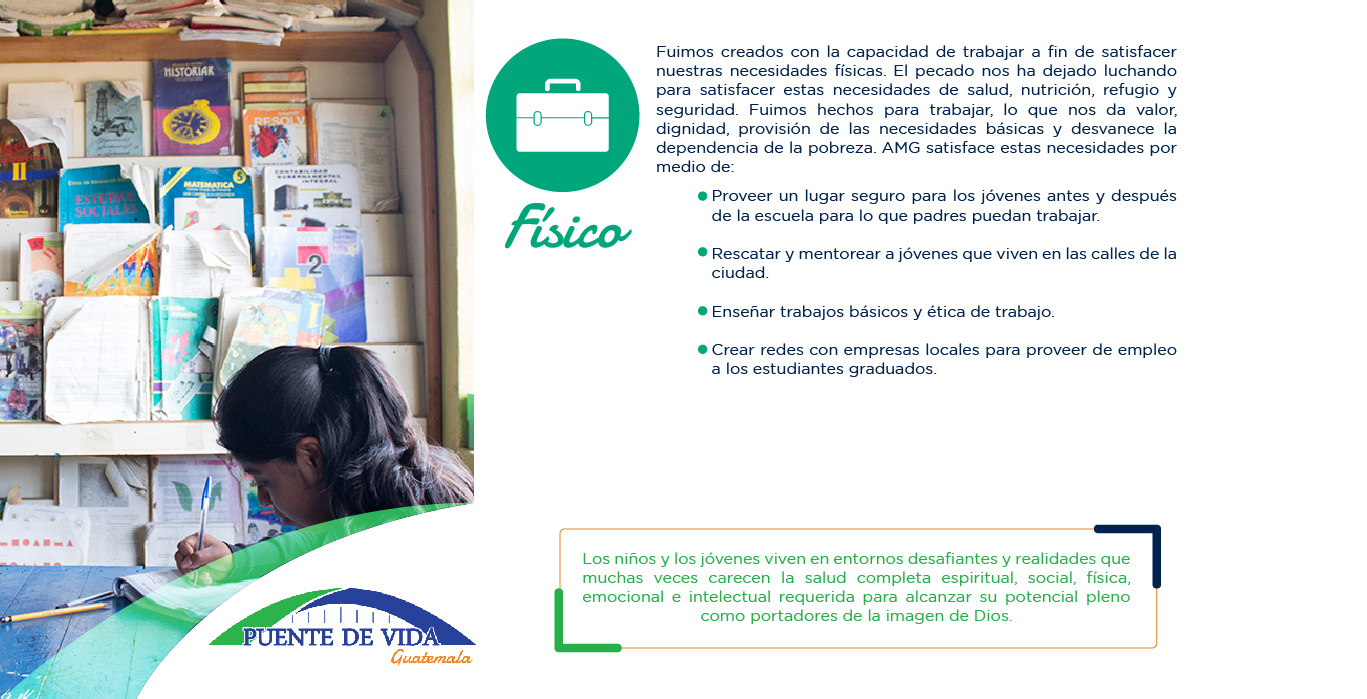 HISTORIAR
RESOLV
II
ESTUDIOS
SOCIALES
MATEMATICA
5
CONTABILIDAD
GUBERNAMENTAL
INTEGRAL
2
Físico
Fuimos creados con la capacidad de trabajar a fin de satisfacer
nuestras necesidades físicas. El pecado nos ha dejado luchando
para satisfacer estas necesidades de salud, nutrición, refugio y
seguridad. Fuimos hechos para trabajar, lo que nos da valor,
dignidad, provisión de las necesidades básicas y desvanece la
dependencia de la pobreza. AMG satisface estas necesidades por
medio de:
Proveer un lugar seguro para los jóvenes antes y después
de la escuela para lo que padres puedan trabajar.
Rescatar y mentorear a jóvenes que viven en las calles de la
ciudad.
Enseñar trabajos básicos y ética de trabajo.
Crear redes con empresas locales para proveer de empleo
a los estudiantes graduados.
Los niños y los jóvenes viven en entornos desafiantes y realidades que
muchas veces carecen la salud completa espiritual, social, física,
emocional e intelectual requerida para alcanzar su potencial pleno
como portadores de la imagen de Dios.
PUENTE DE VIDA
Guatemala